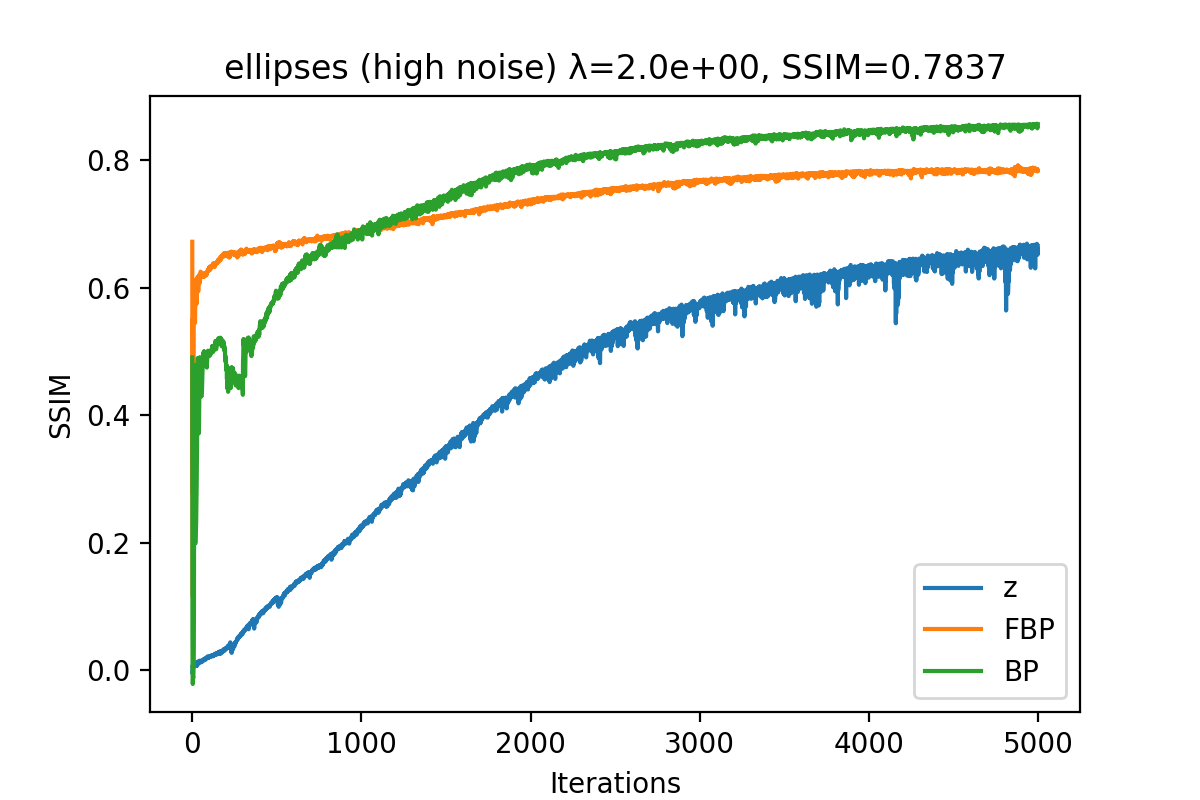 ellipses (high noise) λ=2.0e+00, SSIM=0.7837
SSIM
0.8
0.6
0.4
0.2
0.0
z
FBP
BP
0 1000 2000 3000 4000 5000
Iterations